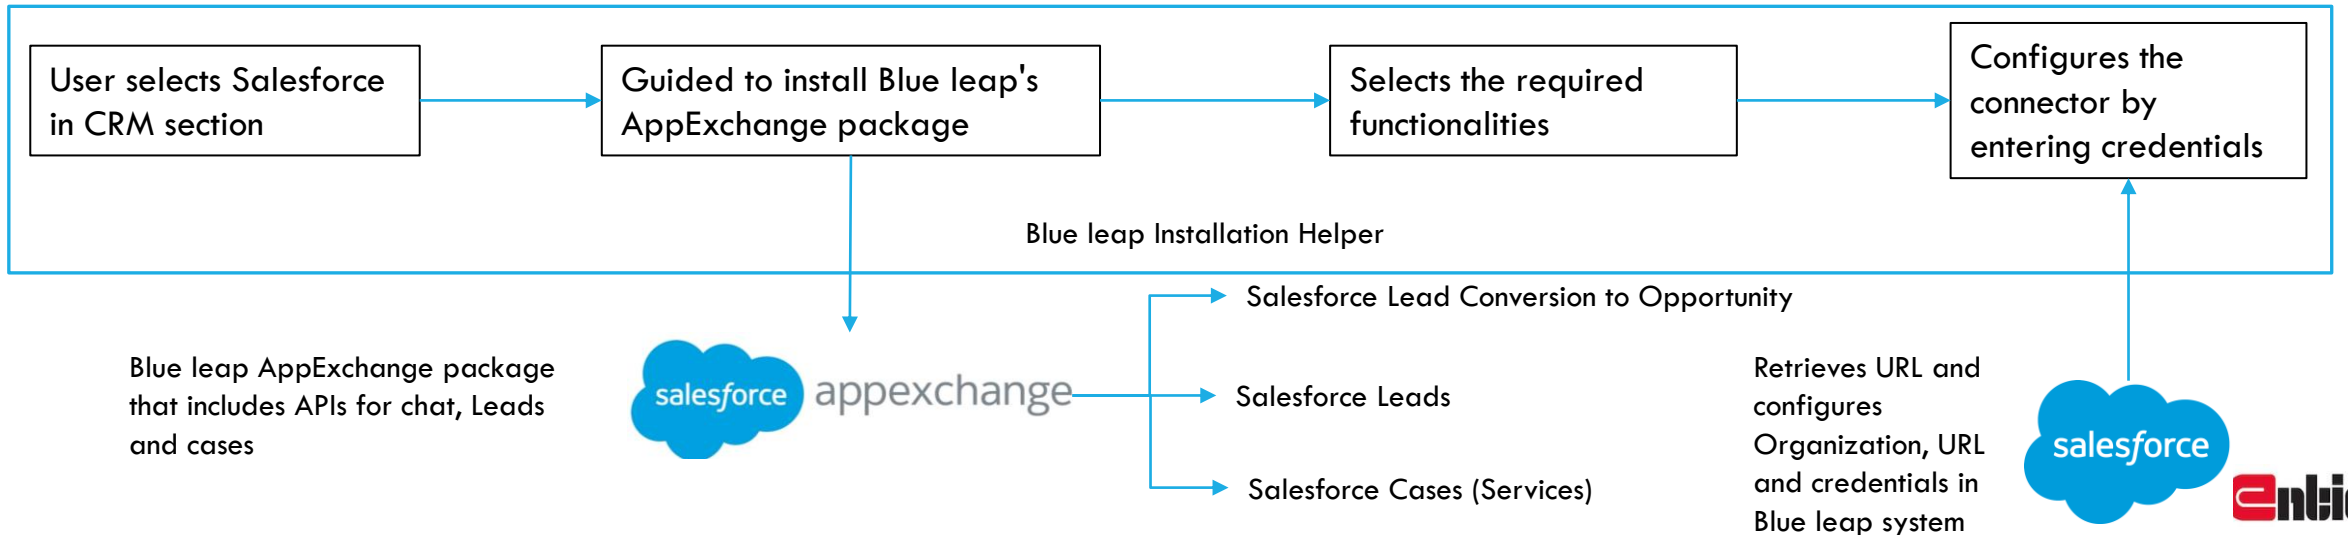 User selects Salesforce
in CRM section
Guided to install Blue leap's
AppExchange package
Selects the required
functionalities
Configures the
connector by
entering credentials
Blue leap Installation Helper
Blue leap AppExchange package
that includes APIs for chat, Leads
and cases
salesforce appexchange
Salesforce Lead Conversion to Opportunity
Salesforce Leads
Salesforce Cases (Services)
Retrieves URL and
configures
Organization, URL
and credentials in
Blue leap system
salesforce